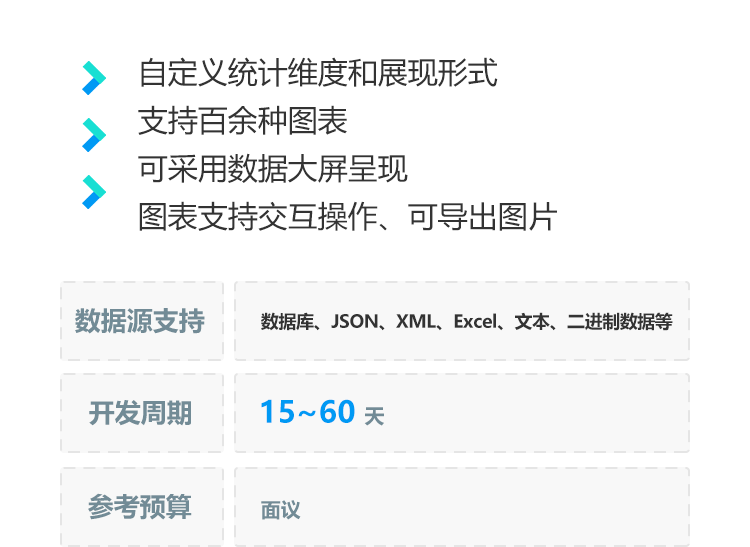 自定义统计维度和展现形式
支持百余种图表
可采用数据大屏呈现
图表支持交互操作、可导出图片
数据源支持
数据库、JSON、XML、Excel、文本、二进制数据等
开发周期
15~60 天
参考预算
面议